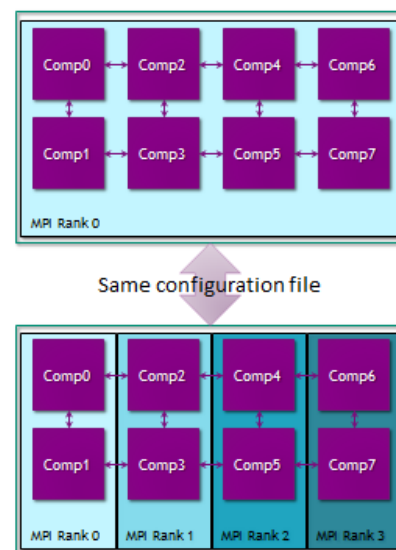 Comp0 Comp2 Comp4 Comp6
Comp1 Comp3 Comp5 Comp7
MPI Rank 0
Same configuration file
Comp0 Comp2 Comp4 Comp6
Comp1 Comp3 Comp5 Comp7
MPI Rank 0 MPI Rank 1 MPI Rank 2 MPI Rank 3